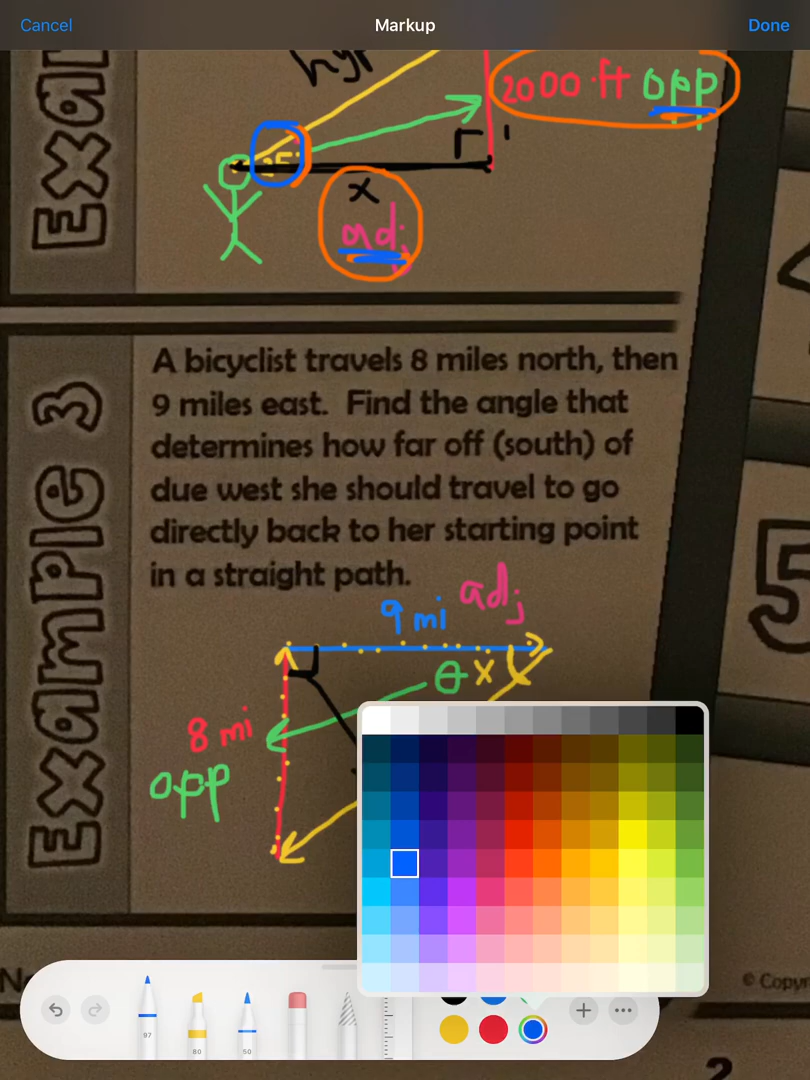 Cancel
Markup
Done
Exam
hyp
2000 ft opp
x
adj
Example 3
A bicyclist travels 8 miles north, then
9 miles east. Find the angle that
determines how far off (south) of
due west she should travel to go
directly back to her starting point
in a straight path.
9 mi adj
θ x
8 mi
opp
5
© Copyr
97
80
50
2